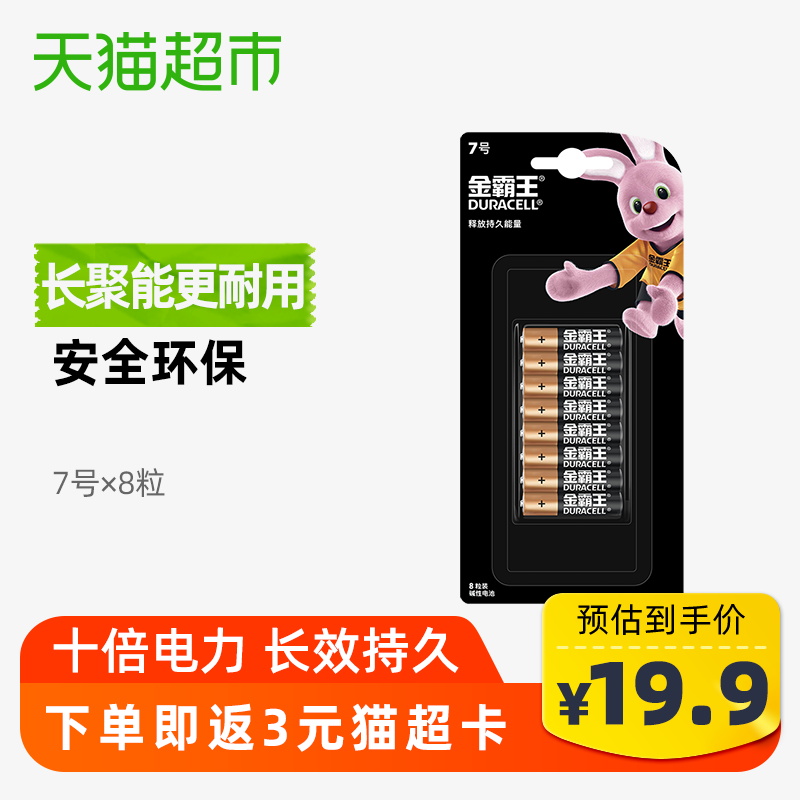 天猫超市
7号
金霸王®
DURACELL®
释放持久能量
金霸王
DURACELL
长聚能更耐用
安全环保
7号×8粒
金霸王®
DURACELL
金霸王®
DURACELL
金霸王®
DURACELL
金霸王®
DURACELL
金霸王®
DURACELL
金霸王®
DURACELL
金霸王®
DURACELL
金霸王®
DURACELL
8粒装
碱性电池
预估到手价
¥19.9
十倍电力 长效持久
下单即返3元猫超卡